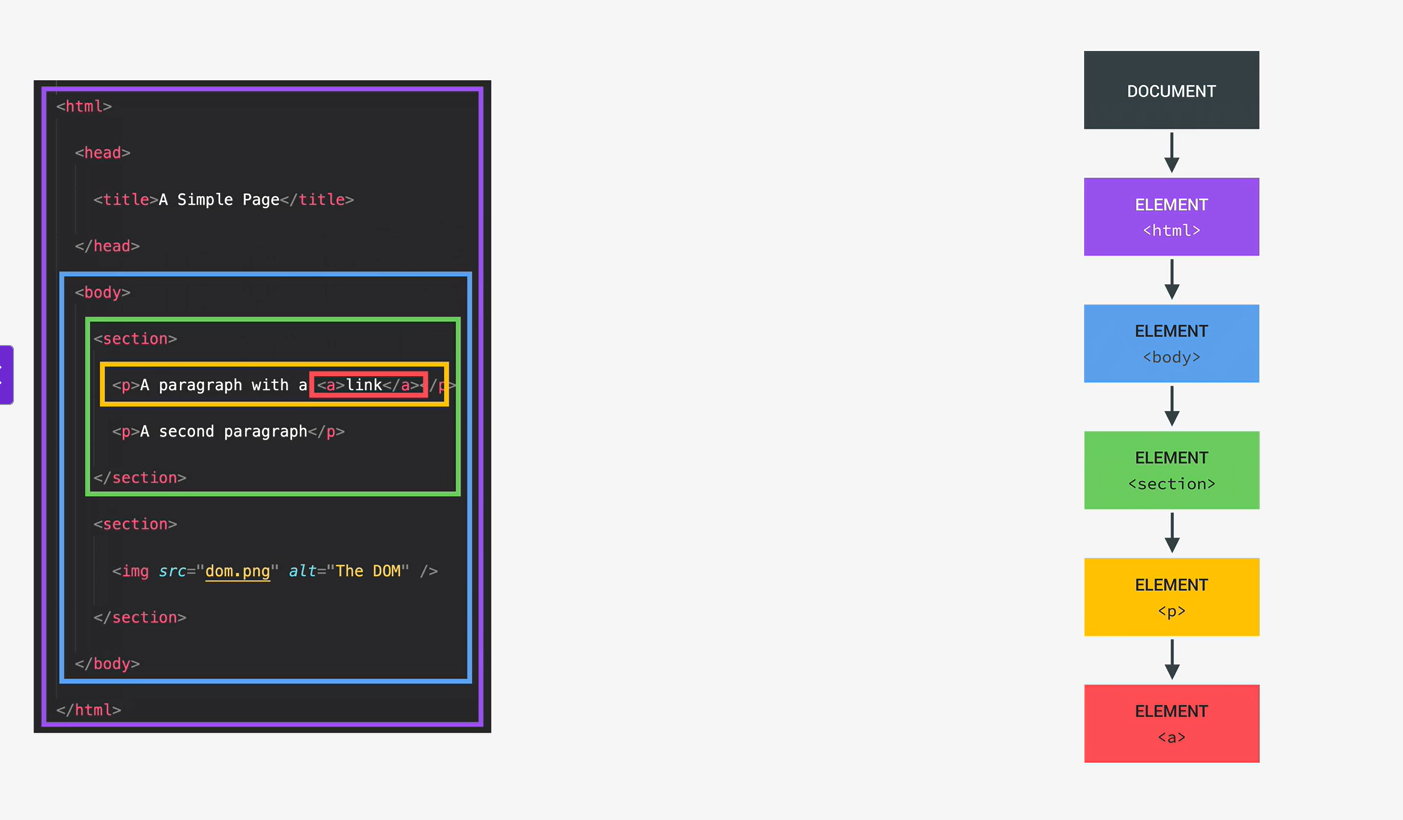 <html>
<head>
<title>A Simple Page</title>
</head>
<body>
<section>
<p>A paragraph with a <a>link</a></p>
<p>A second paragraph</p>
</section>
<section>
<img src="dom.png" alt="The DOM" />
</section>
</body>
</html>
DOCUMENT
ELEMENT
<html>
ELEMENT
<body>
ELEMENT
<section>
ELEMENT
<p>
ELEMENT
<a>